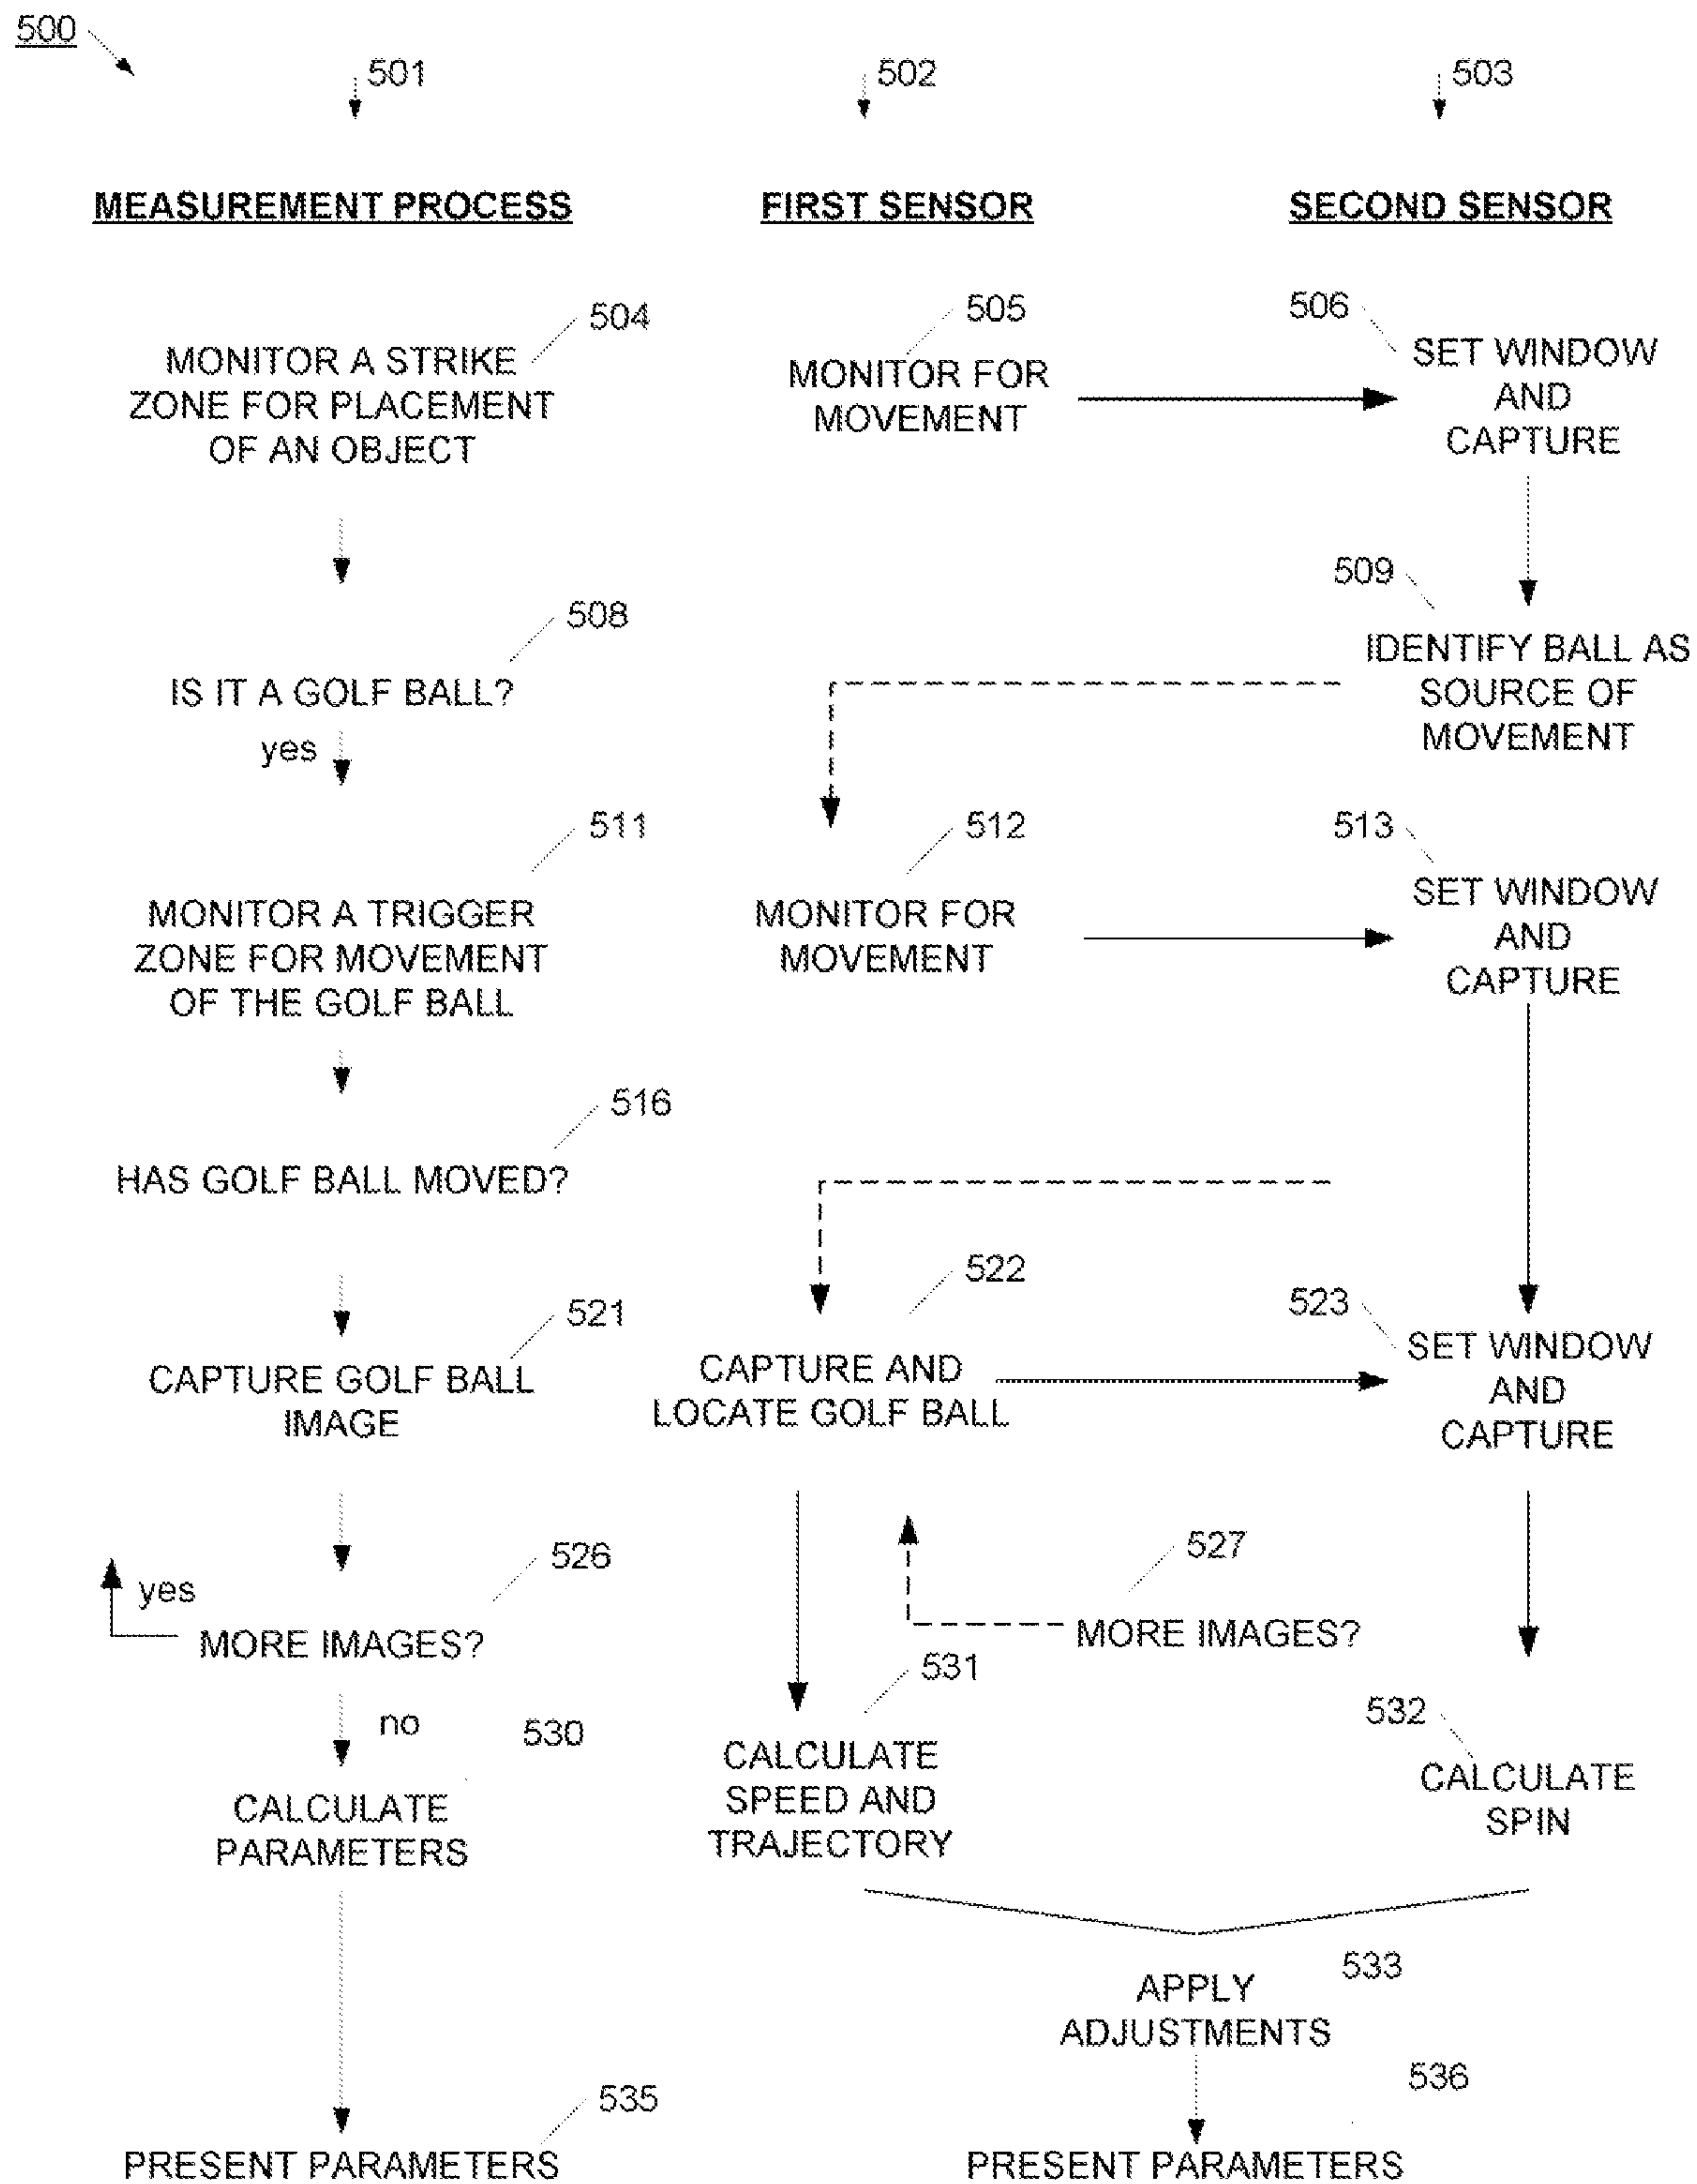 500
501
502
503
MEASUREMENT PROCESS
FIRST SENSOR
SECOND SENSOR
504
MONITOR A STRIKE
ZONE FOR PLACEMENT
OF AN OBJECT
505
MONITOR FOR
MOVEMENT
506
SET WINDOW
AND
CAPTURE
508
IS IT A GOLF BALL?
yes
509
IDENTIFY BALL AS
SOURCE OF
MOVEMENT
511
MONITOR A TRIGGER
ZONE FOR MOVEMENT
OF THE GOLF BALL
512
MONITOR FOR
MOVEMENT
513
SET WINDOW
AND
CAPTURE
516
HAS GOLF BALL MOVED?
521
CAPTURE GOLF BALL
IMAGE
522
CAPTURE AND
LOCATE GOLF BALL
523
SET WINDOW
AND
CAPTURE
526
yes
MORE IMAGES?
no
527
MORE IMAGES?
530
CALCULATE
PARAMETERS
531
CALCULATE
SPEED AND
TRAJECTORY
532
CALCULATE
SPIN
533
APPLY
ADJUSTMENTS
535
PRESENT PARAMETERS
536
PRESENT PARAMETERS